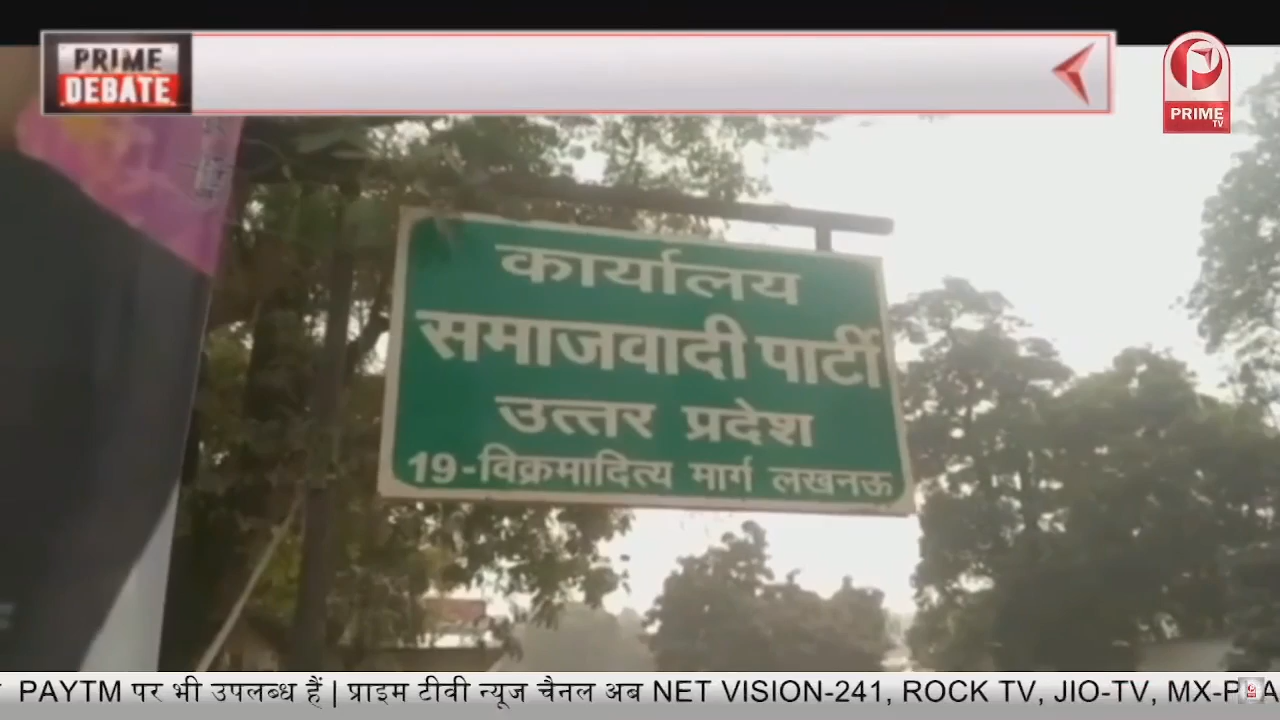 PRIME
DEBATE
PRIME
TV
कार्यालय
समाजवादी पार्टी
उत्तर प्रदेश
19-विक्रमादित्य मार्ग लखनऊ
PAYTM पर भी उपलब्ध हैं | प्राइम टीवी न्यूज चैनल अब NET VISION-241, ROCK TV, JIO-TV,